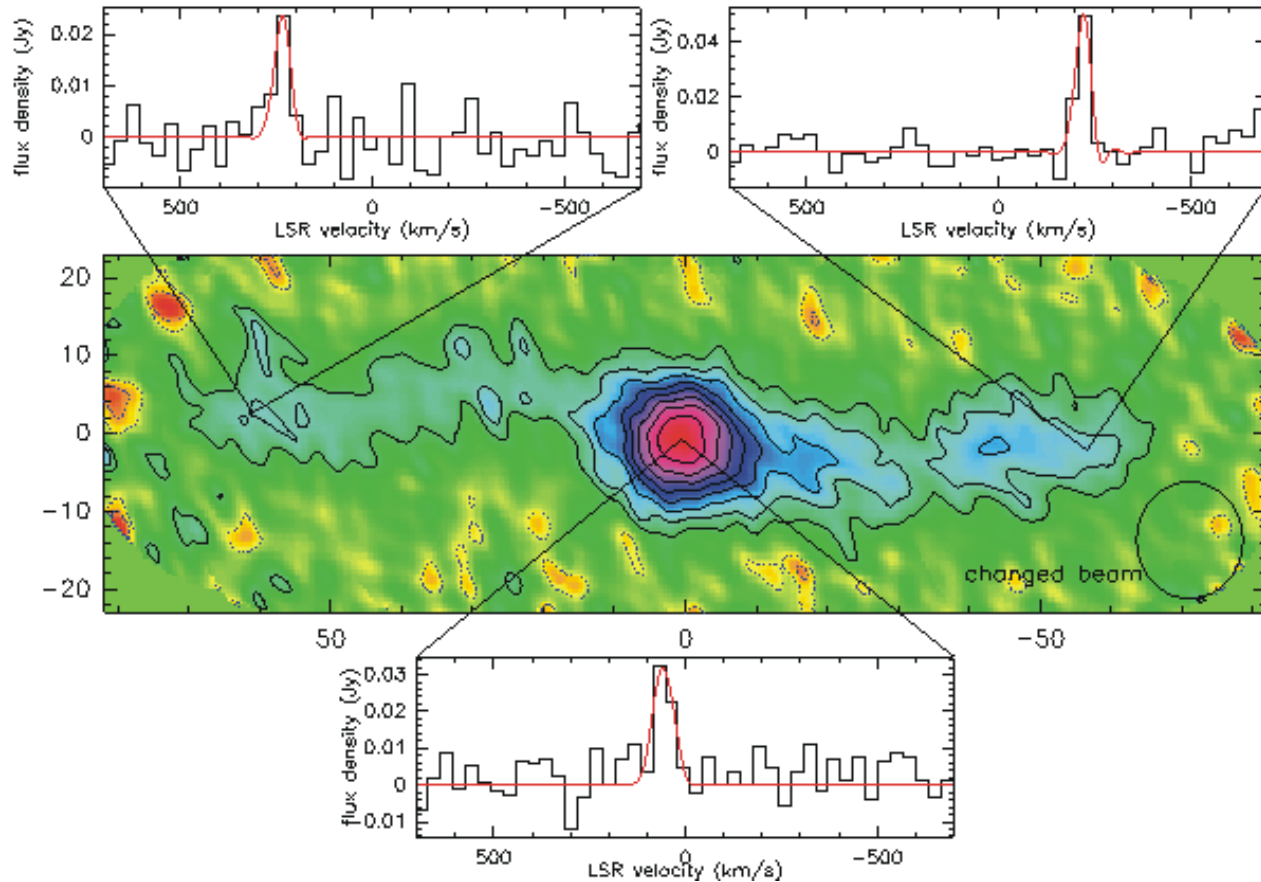 flux density (Jy)
0.02
0.01
0
500 0 -500
LSR velocity (km/s)
flux density (Jy)
0.04
0.02
0
500 0 -500
LSR velocity (km/s)
20
10
0
-10
-20
changed beam
50 0 -50
flux density (Jy)
0.03
0.02
0.01
0
-0.01
500 0 -500
LSR velocity (km/s)